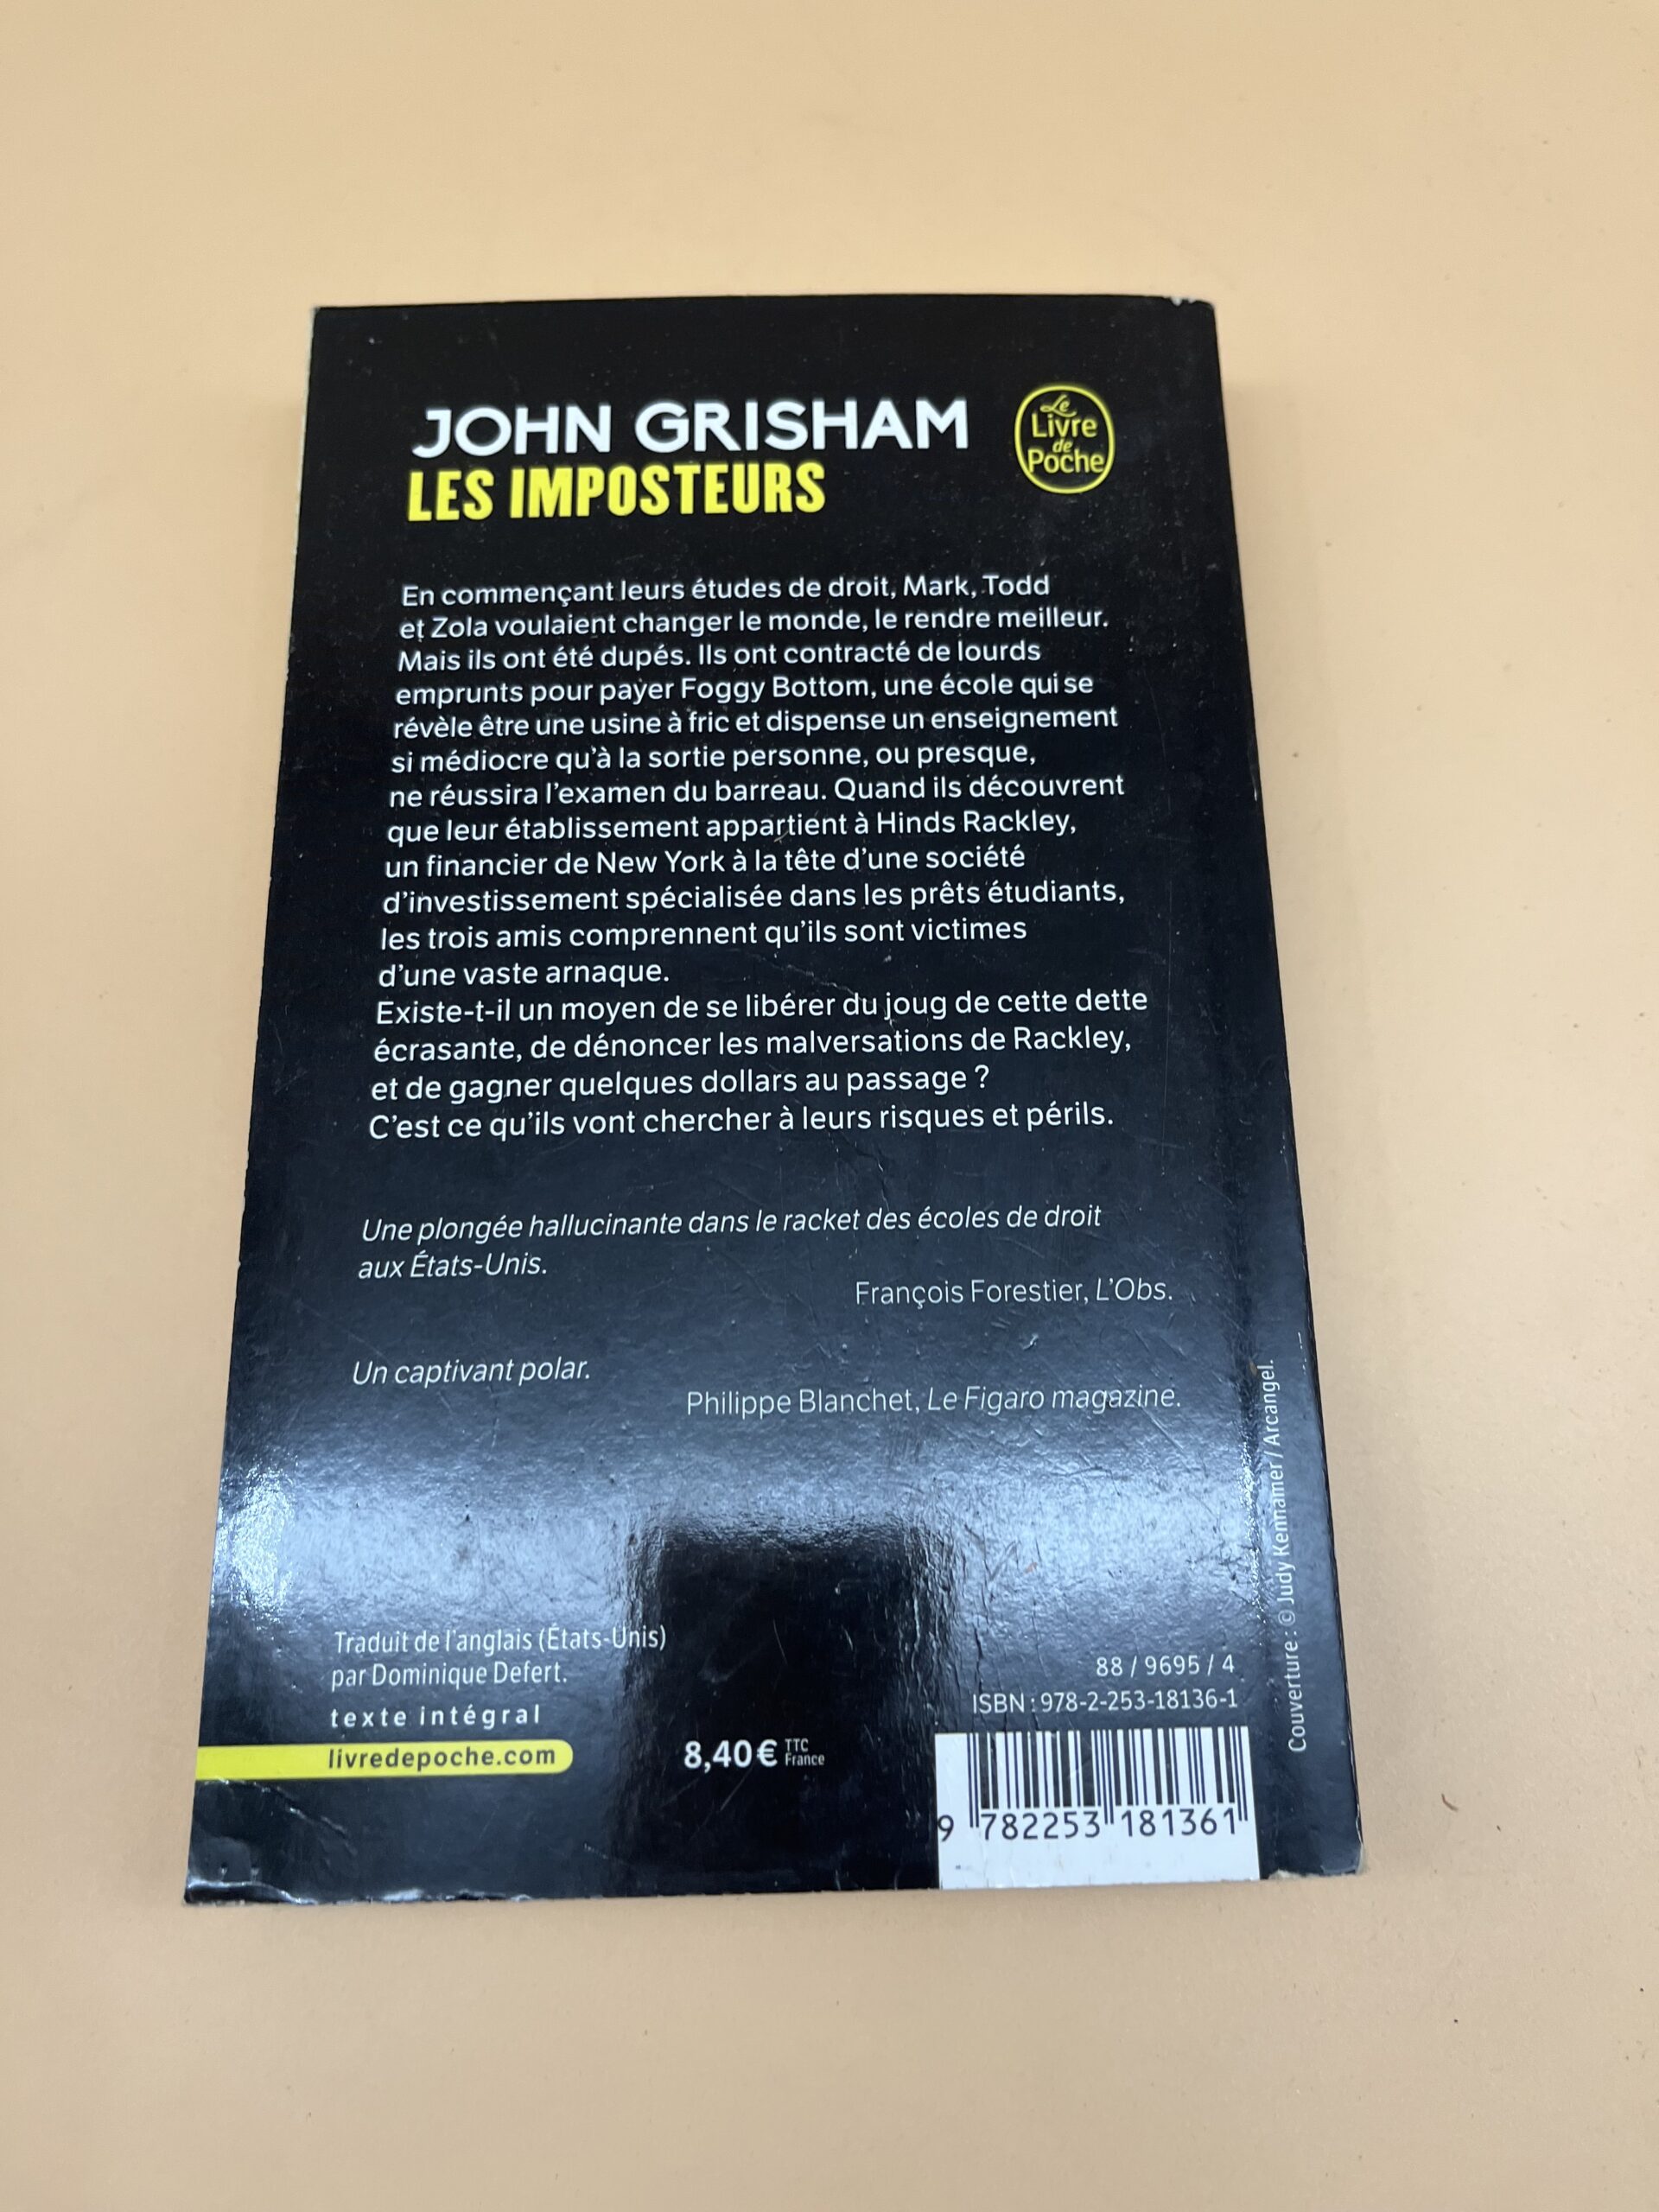 JOHN GRISHAM
LES IMPOSTEURS
Le
Livre
de
Poche
En commençant leurs études de droit, Mark, Todd
et Zola voulaient changer le monde, le rendre meilleur.
Mais ils ont été dupés. Ils ont contracté de lourds
emprunts pour payer Foggy Bottom, une école qui se
révèle être une usine à fric et dispense un enseignement
si médiocre qu'à la sortie personne, ou presque,
ne réussira l'examen du barreau. Quand ils découvrent
que leur établissement appartient à Hinds Rackley,
un financier de New York à la tête d'une société
d'investissement spécialisée dans les prêts étudiants,
les trois amis comprennent qu'ils sont victimes
d'une vaste arnaque.
Existe-t-il un moyen de se libérer du joug de cette dette
écrasante, de dénoncer les malversations de Rackley,
et de gagner quelques dollars au passage ?
C'est ce qu'ils vont chercher à leurs risques et périls.
Une plongée hallucinante dans le racket des écoles de droit
aux États-Unis.
François Forestier, L'Obs.
Un captivant polar.
Philippe Blanchet, Le Figaro magazine.
Traduit de l'anglais (États-Unis)
par Dominique Defert.
texte intégral
livredepoche.com
8,40 € TTC
France
88 / 9695 / 4
ISBN : 978-2-253-18136-1
9 782253 181361
Couverture : © Judy Kennamer / Arcangel.